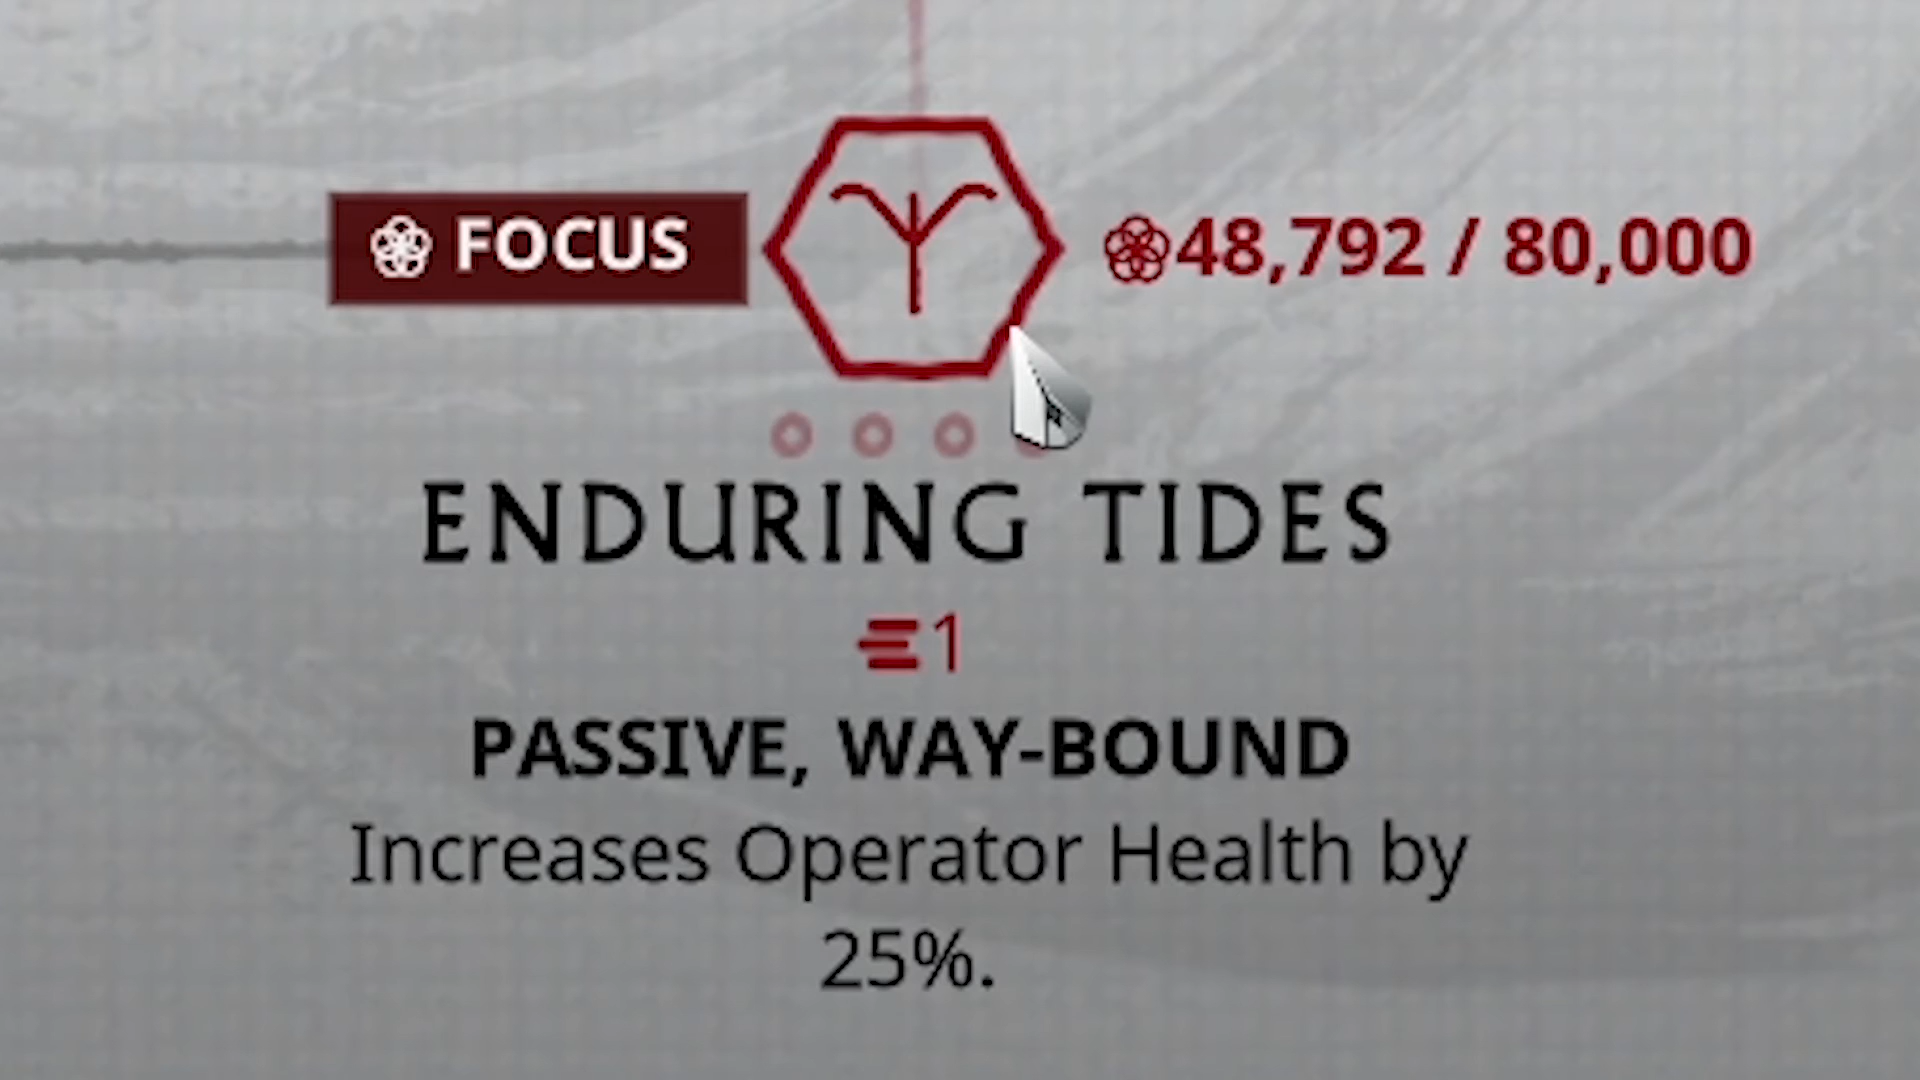 FOCUS
48,792 / 80,000
ENDURING TIDES
1
PASSIVE, WAY-BOUND
Increases Operator Health by
25%.